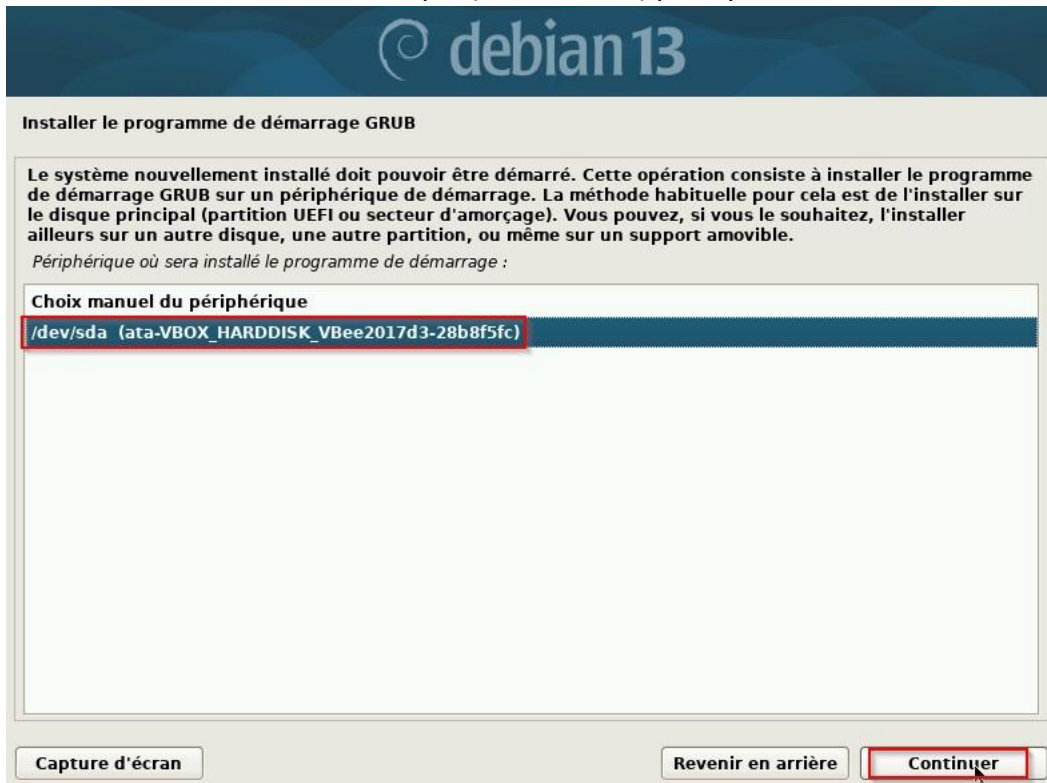 debian 13
Installer le programme de démarrage GRUB
Le système nouvellement installé doit pouvoir être démarré. Cette opération consiste à installer le programme
de démarrage GRUB sur un périphérique de démarrage. La méthode habituelle pour cela est de l'installer sur
le disque principal (partition UEFI ou secteur d'amorçage). Vous pouvez, si vous le souhaitez, l'installer
ailleurs sur un autre disque, une autre partition, ou même sur un support amovible.
Périphérique où sera installé le programme de démarrage :
Choix manuel du périphérique
/dev/sda (ata-VBOX_HARDDISK_VBee2017d3-28b8f5fc)
Capture d'écran
Revenir en arrière
Continuer